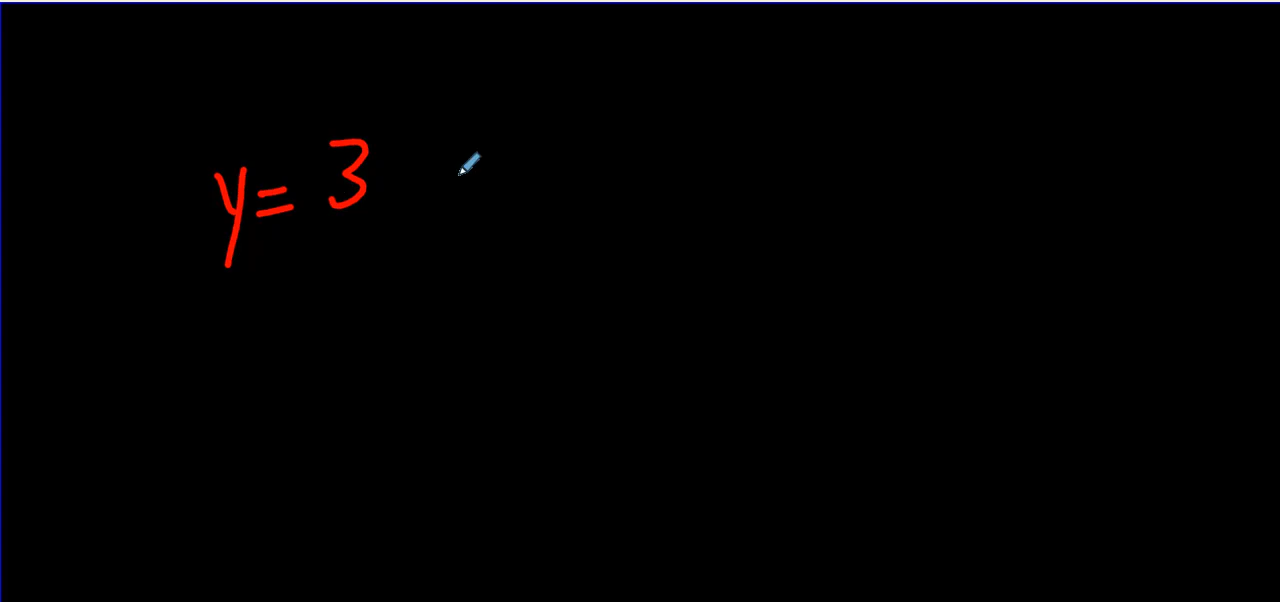 y = 3